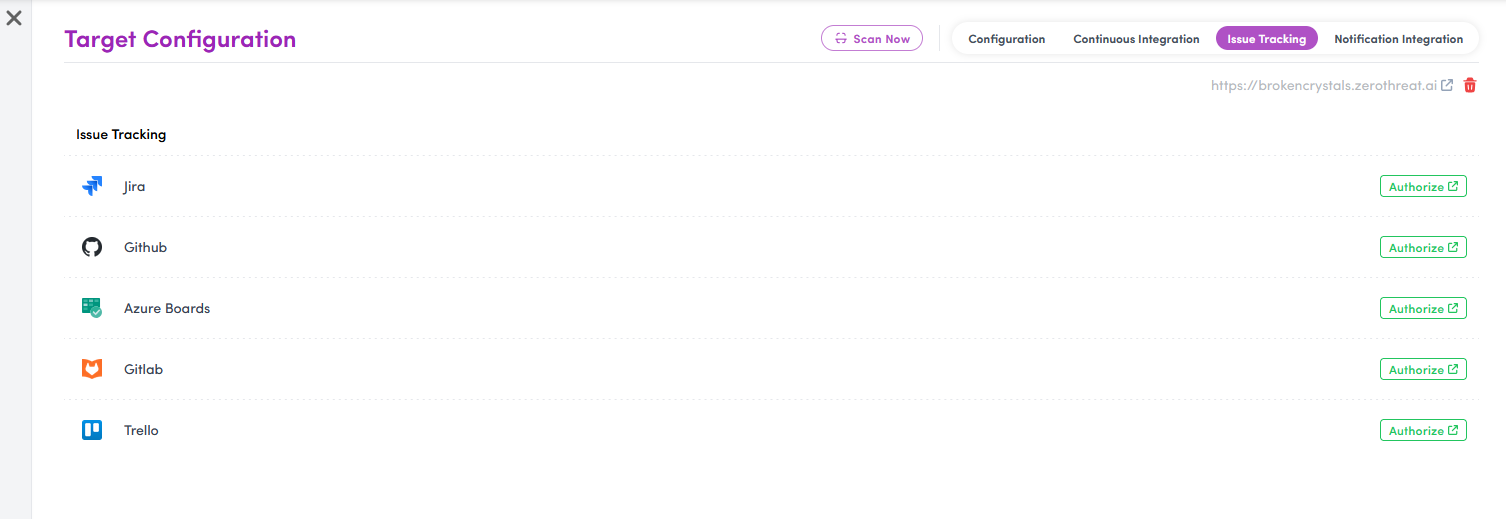 Target Configuration
Scan Now
Configuration
Continuous Integration
Issue Tracking
Notification Integration
https://brokencrystals.zerothreat.ai
Issue Tracking
Jira
Authorize
Github
Authorize
Azure Boards
Authorize
Gitlab
Authorize
Trello
Authorize